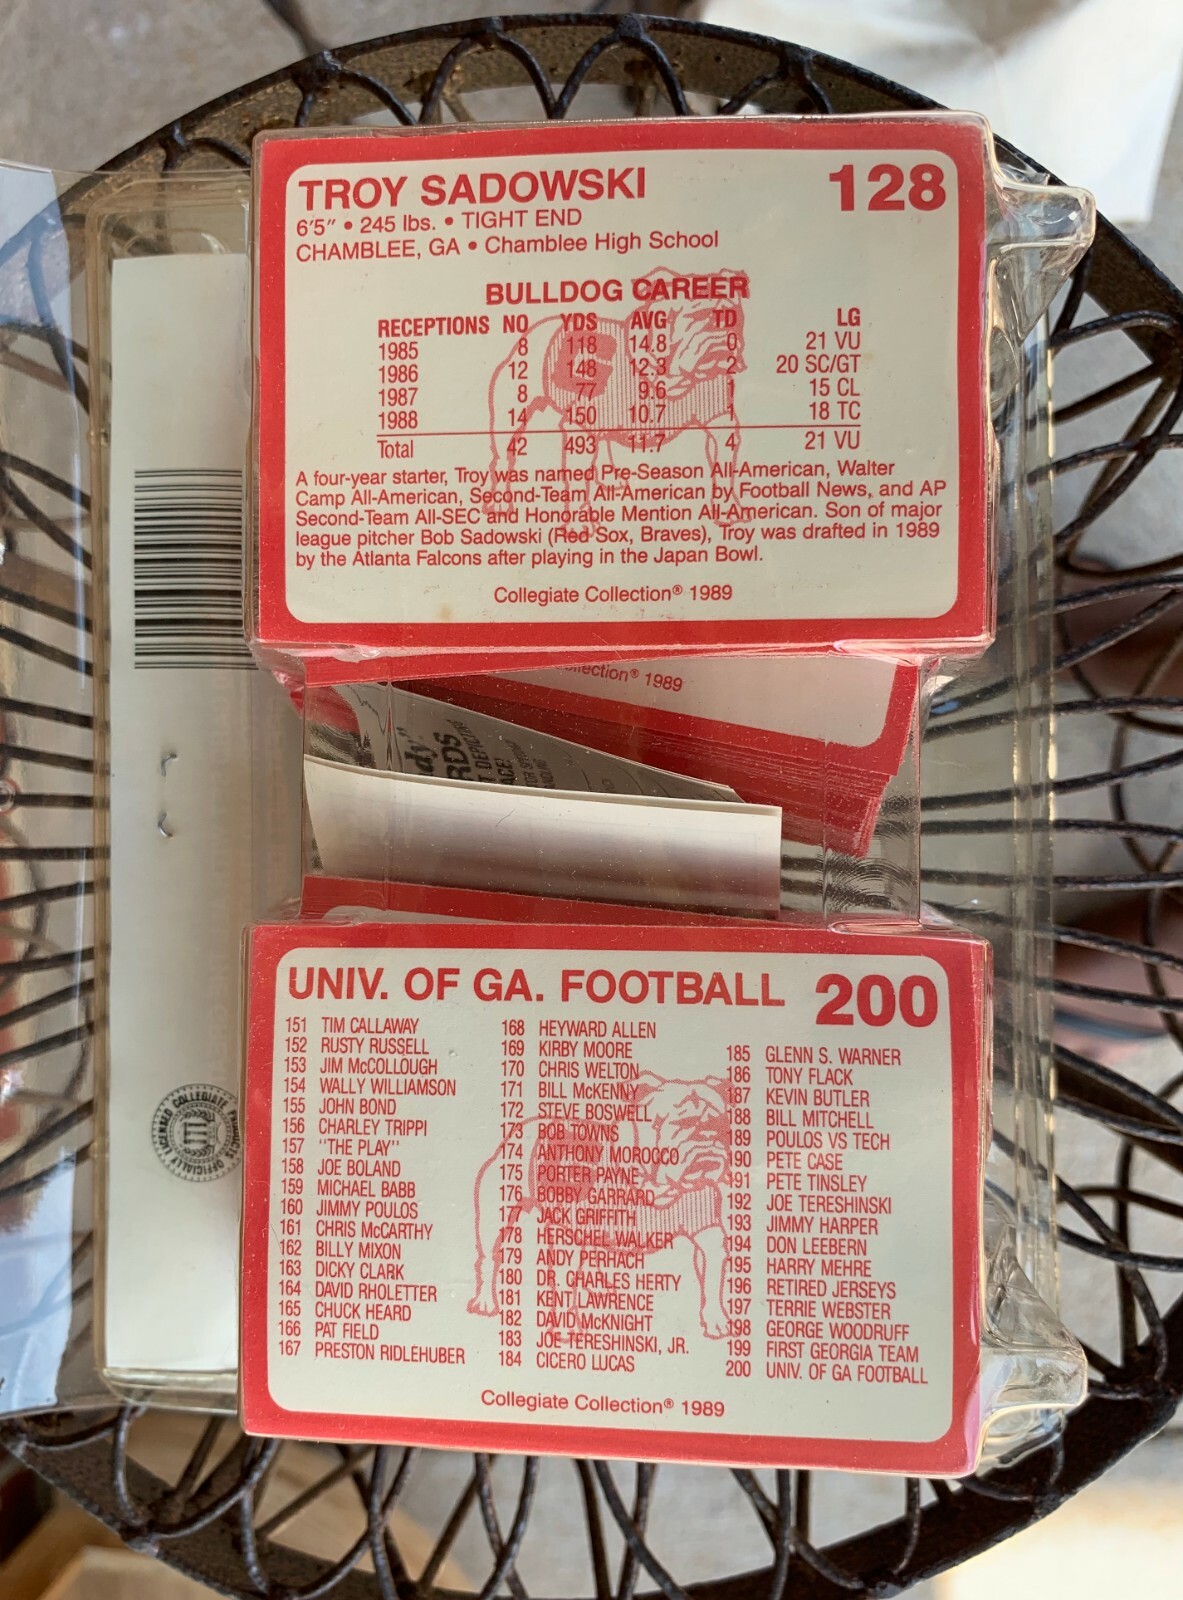 TROY SADOWSKI 128
6'5" • 245 lbs. • TIGHT END
CHAMBLEE, GA • Chamblee High School
BULLDOG CAREER
RECEPTIONS NO YDS AVG TD LG
1985 8 118 14.8 0 21 VU
1986 12 148 12.3 2 20 SC/GT
1987 8 77 9.6 1 15 CL
1988 14 150 10.7 1 18 TC
Total 42 493 11.7 4 21 VU
A four-year starter, Troy was named Pre-Season All-American, Walter
Camp All-American, Second-Team All-American by Football News, and AP
Second-Team All-SEC and Honorable Mention All-American. Son of major
league pitcher Bob Sadowski (Red Sox, Braves), Troy was drafted in 1989
by the Atlanta Falcons after playing in the Japan Bowl.
Collegiate Collection® 1989
ollection® 1989
dy"
RDS
OFFICIALLY LICENSED COLLEGIATE PRODUCTS
UNIV. OF GA. FOOTBALL 200
151 TIM CALLAWAY
152 RUSTY RUSSELL
153 JIM McCOLLOUGH
154 WALLY WILLIAMSON
155 JOHN BOND
156 CHARLEY TRIPPI
157 "THE PLAY"
158 JOE BOLAND
159 MICHAEL BABB
160 JIMMY POULOS
161 CHRIS McCARTHY
162 BILLY MIXON
163 DICKY CLARK
164 DAVID RHOLETTER
165 CHUCK HEARD
166 PAT FIELD
167 PRESTON RIDLEHUBER
168 HEYWARD ALLEN
169 KIRBY MOORE
170 CHRIS WELTON
171 BILL McKENNY
172 STEVE BOSWELL
173 BOB TOWNS
174 ANTHONY MOROCCO
175 PORTER PAYNE
176 BOBBY GARRARD
177 JACK GRIFFITH
178 HERSCHEL WALKER
179 ANDY PERHACH
180 DR. CHARLES HERTY
181 KENT LAWRENCE
182 DAVID McKNIGHT
183 JOE TERESHINSKI, JR.
184 CICERO LUCAS
185 GLENN S. WARNER
186 TONY FLACK
187 KEVIN BUTLER
188 BILL MITCHELL
189 POULOS VS TECH
190 PETE CASE
191 PETE TINSLEY
192 JOE TERESHINSKI
193 JIMMY HARPER
194 DON LEEBERN
195 HARRY MEHRE
196 RETIRED JERSEYS
197 TERRIE WEBSTER
198 GEORGE WOODRUFF
199 FIRST GEORGIA TEAM
200 UNIV. OF GA FOOTBALL
Collegiate Collection® 1989